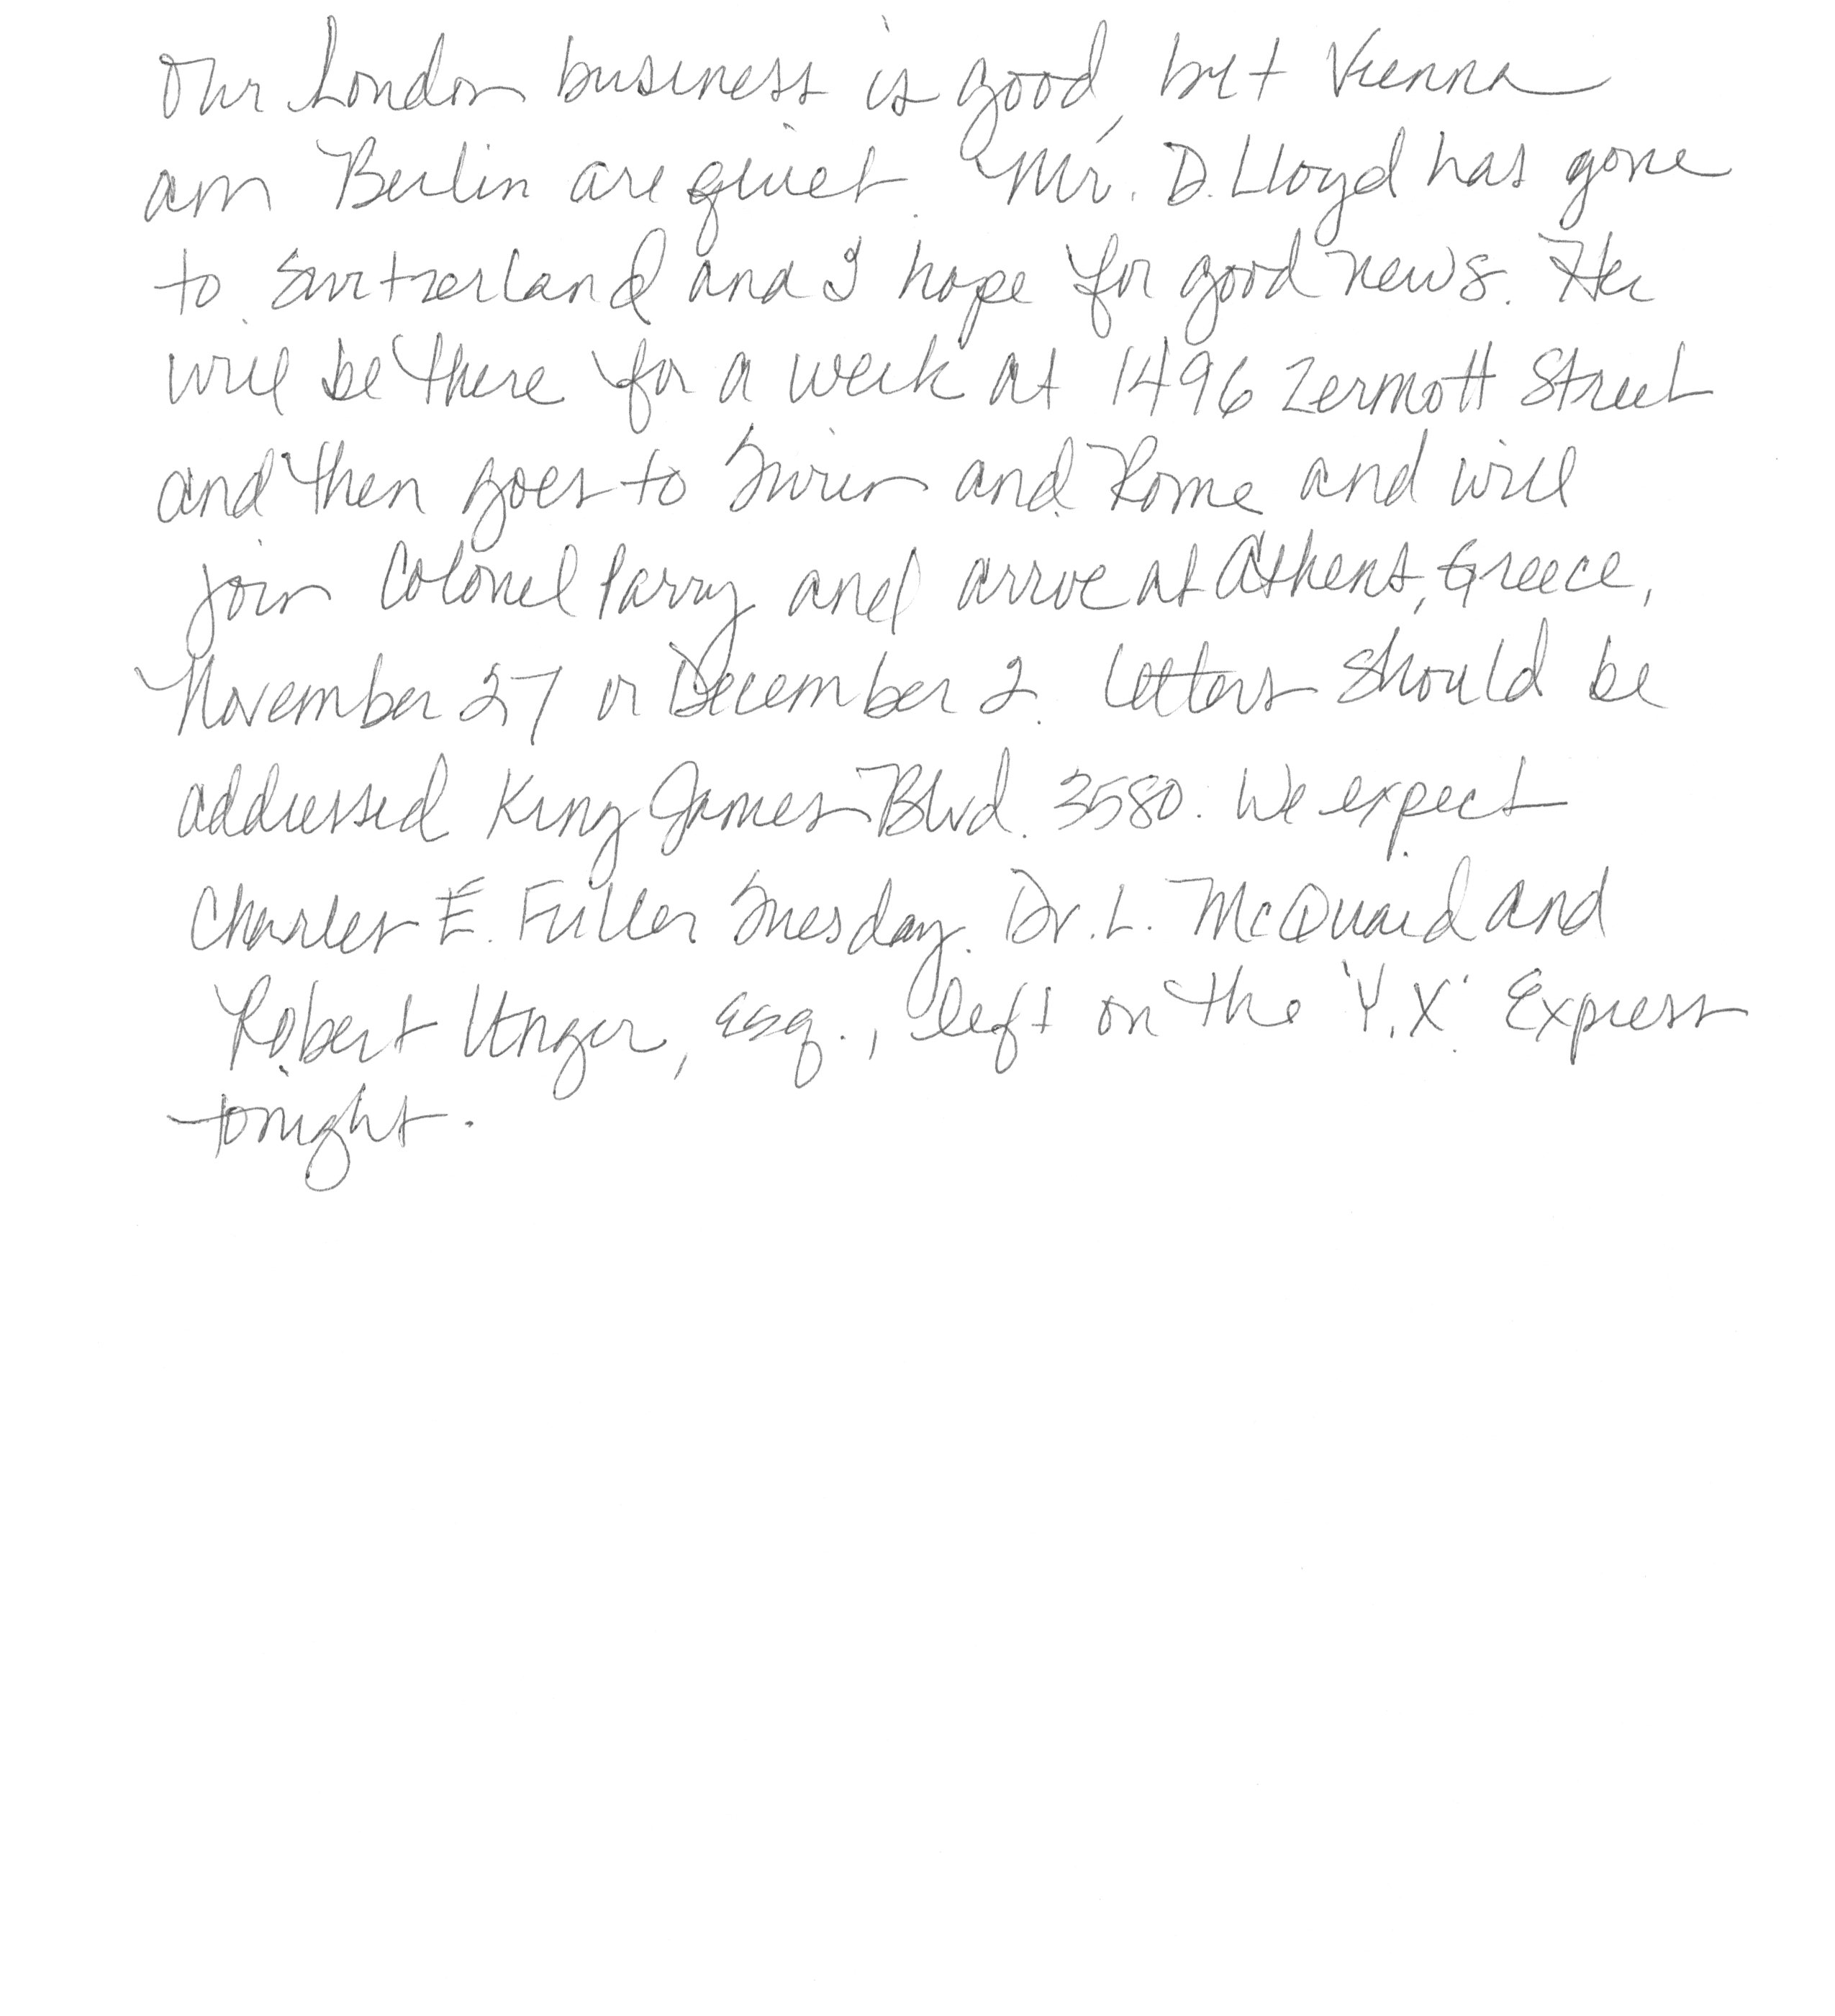 Our London business is good, but Vienna
am Berlin are quiet. Mr. D. Lloyd has gone
to Switzerland and I hope for good news. He
will be there for a week at 1496 Zermott Street
and then goes to Turin and Rome and will
join Colonel Parry and arrive at Athens, Greece,
November 27 or December 2. Letters should be
addressed King James Blvd. 3580. We expect
Charles E. Fuller Tuesday. Dr. L. McQuaid and
Robert Unger, Esq., left on the 'Y.X.' Express
tonight.